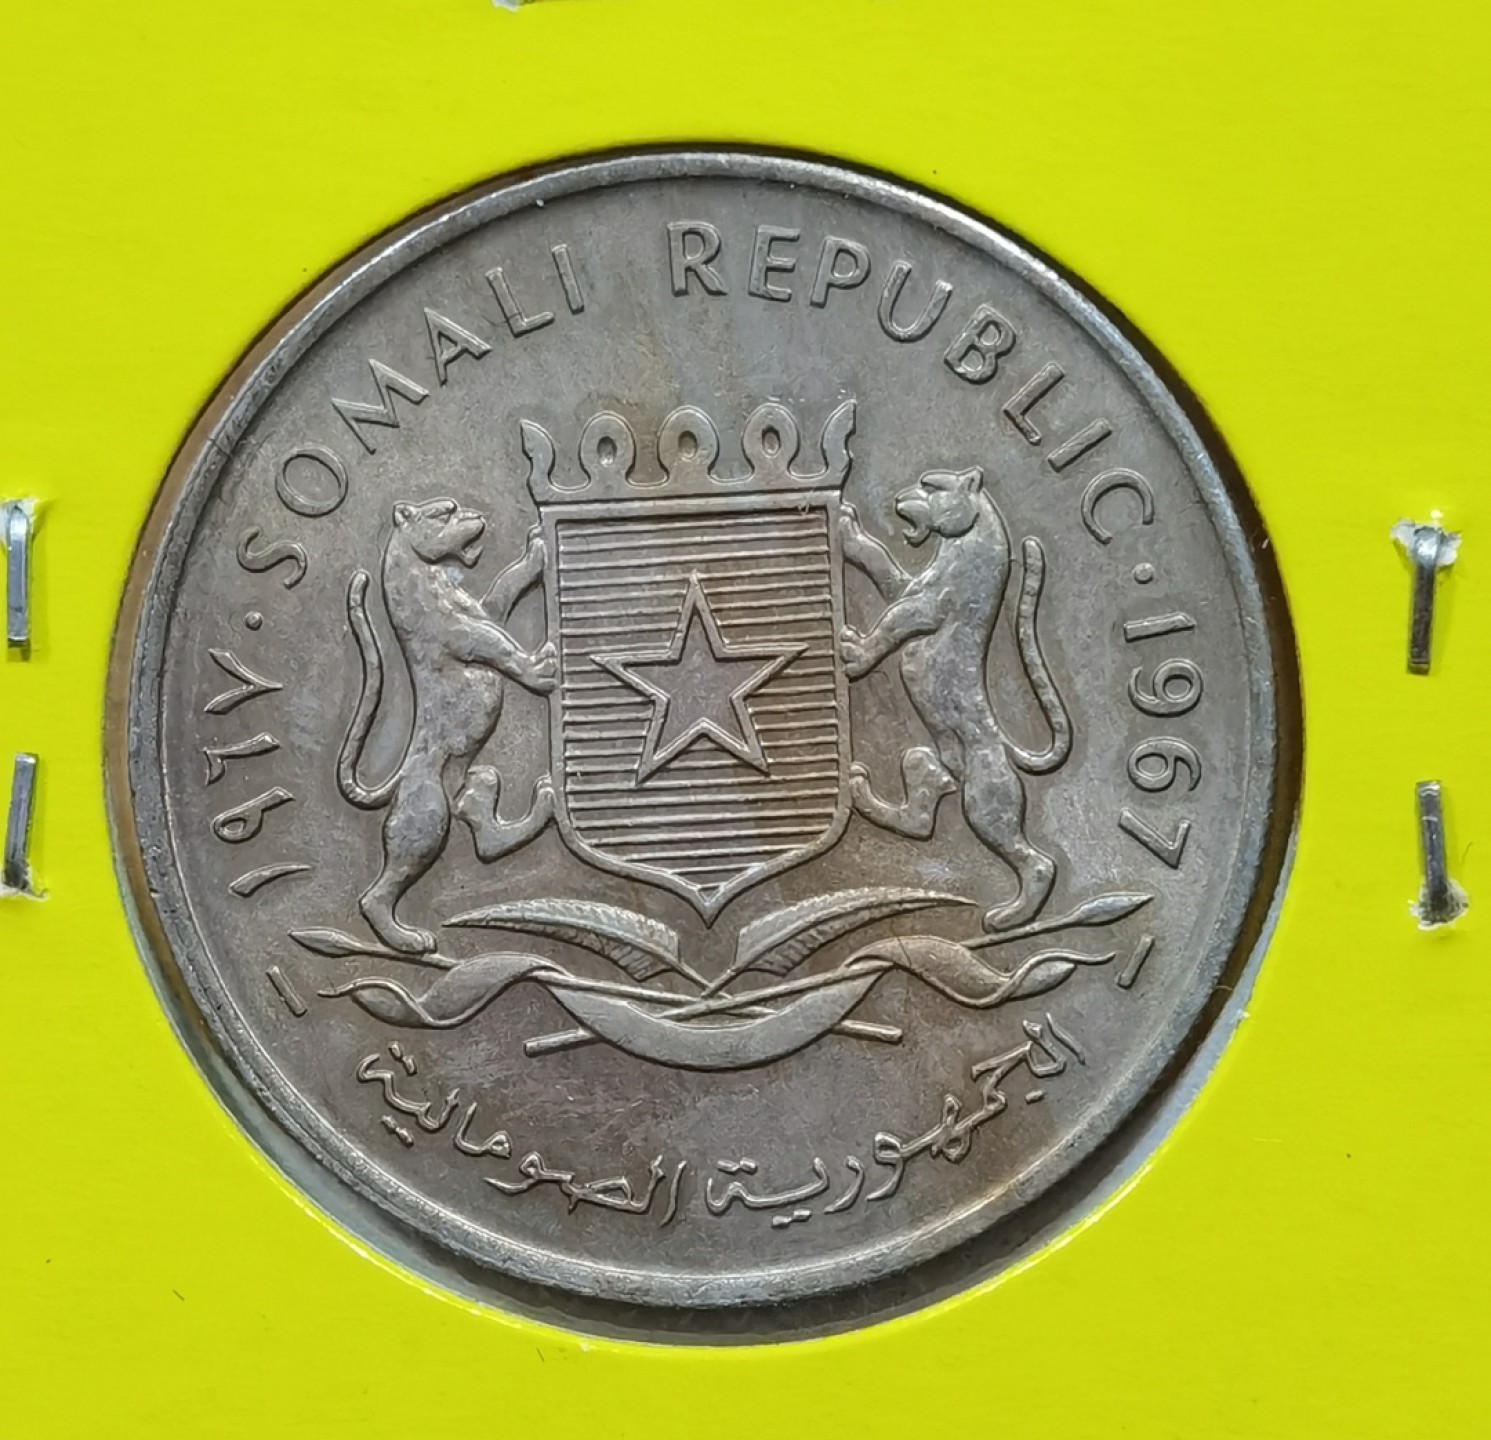 ١٩٦٧ · SOMALI REPUBLIC · 1967
الجمهورية الصومالية